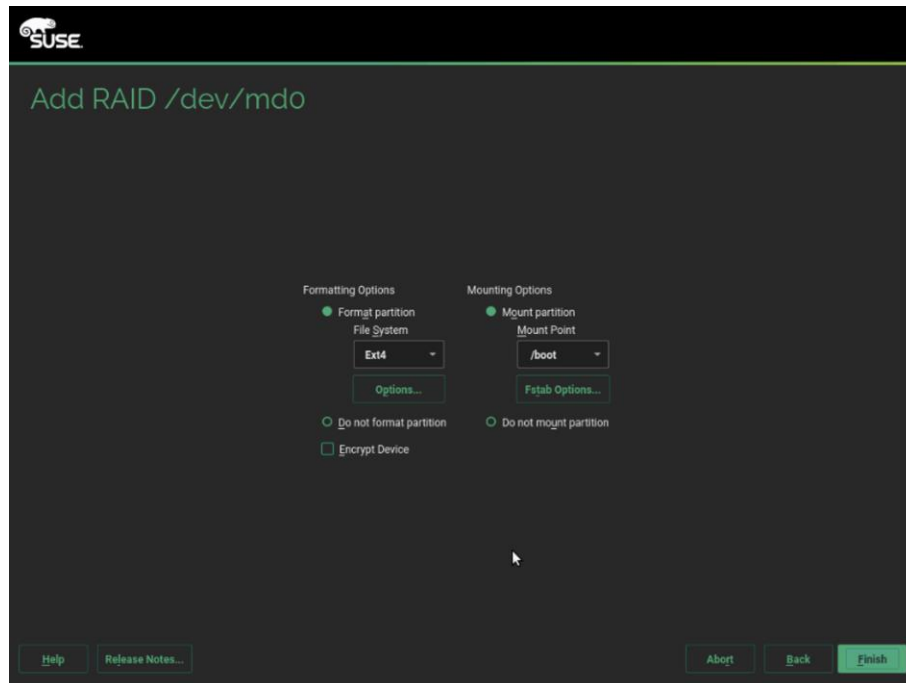 SUSE.
Add RAID /dev/md0
Formatting Options
Format partition
File System
Ext4
Options...
Do not format partition
Encrypt Device
Mounting Options
Mount partition
Mount Point
/boot
Fstab Options...
Do not mount partition
Help
Release Notes...
Abort
Back
Finish